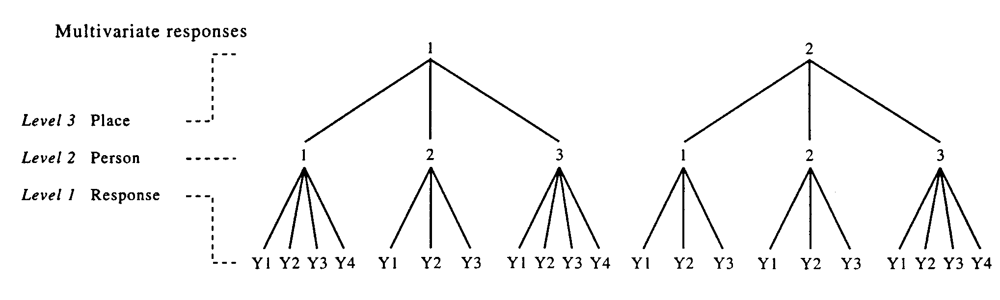 Multivariate responses
1 2
Level 3 Place
Level 2 Person 1 2 3 1 2 3
Level 1 Response
Y1 Y2 Y3 Y4 Y1 Y2 Y3 Y1 Y2 Y3 Y4 Y1 Y2 Y3 Y1 Y2 Y3 Y1 Y2 Y3 Y4